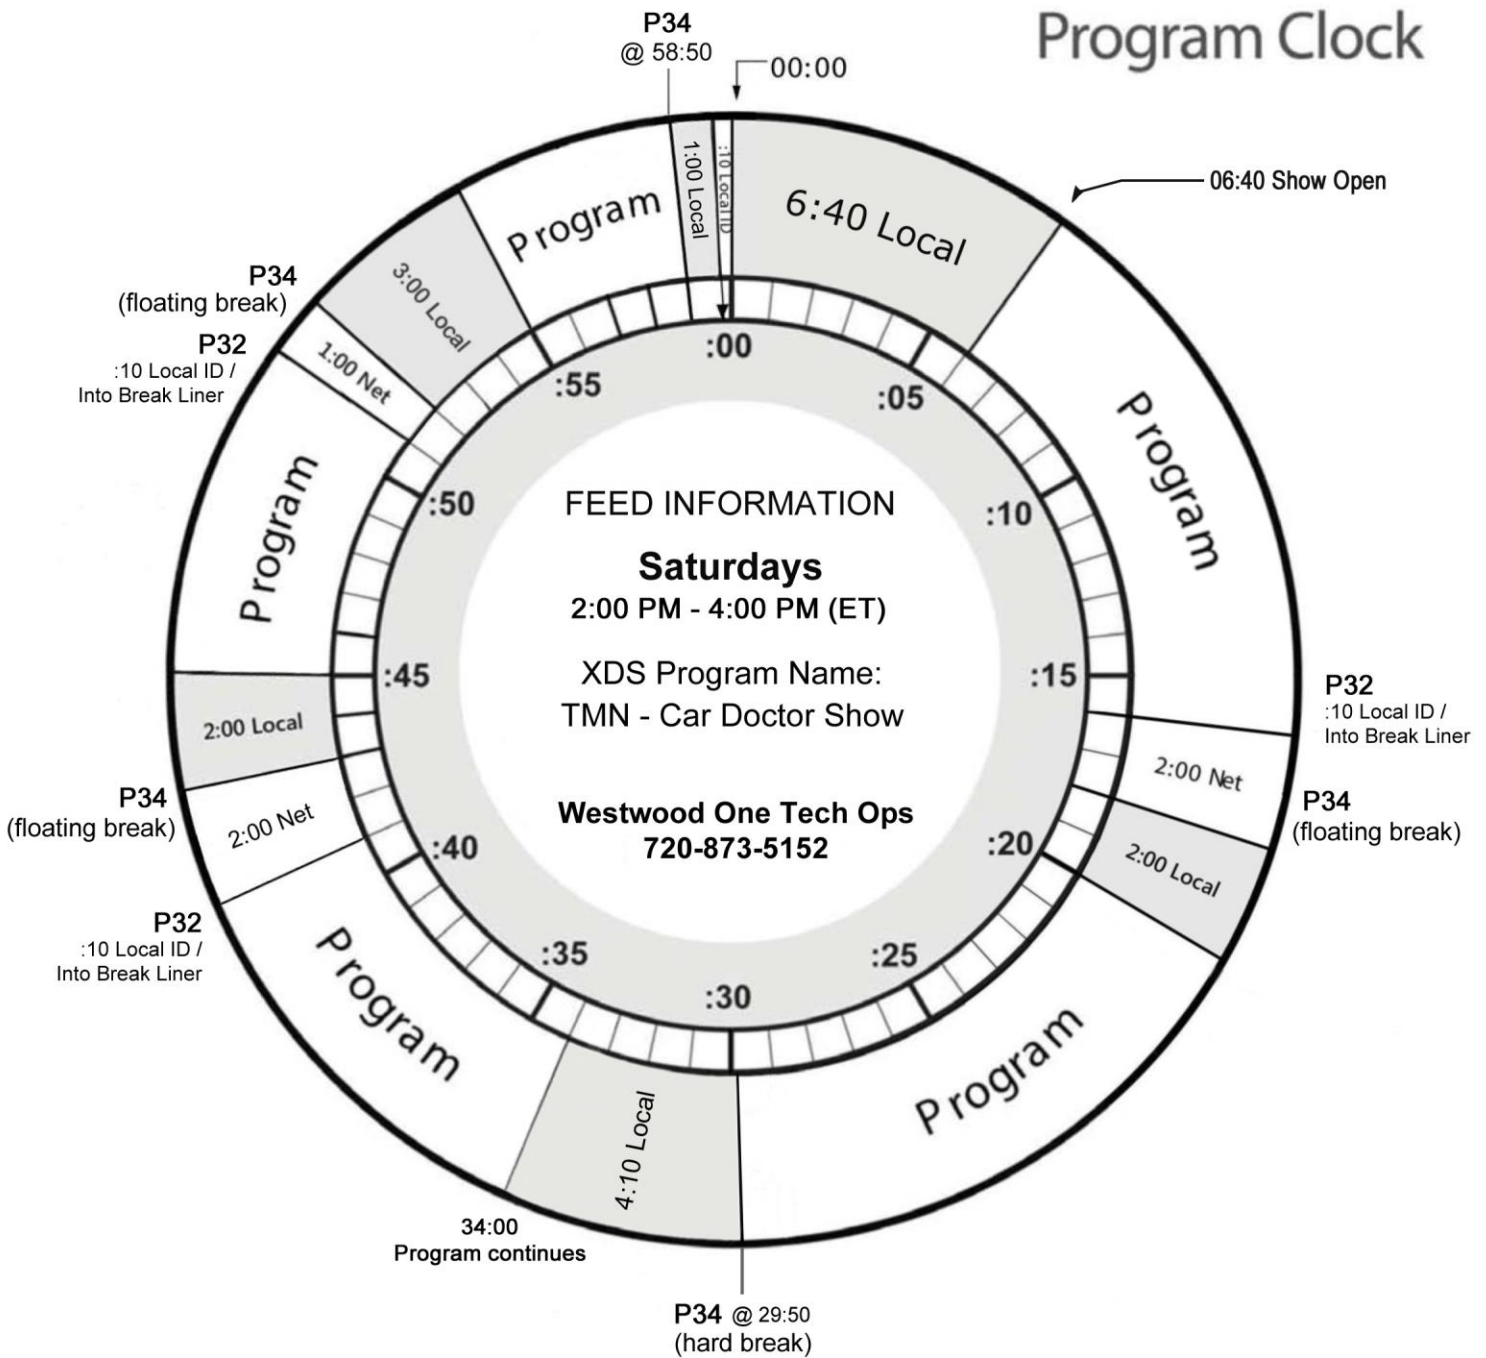 Program Clock
P34
@ 58:50
00:00
06:40 Show Open
6:40 Local
Program
P32
:10 Local ID /
Into Break Liner
2:00 Net
P34
(floating break)
2:00 Local
Program
P34 @ 29:50
(hard break)
4:10 Local
34:00
Program continues
Program
P32
:10 Local ID /
Into Break Liner
2:00 Net
P34
(floating break)
2:00 Local
Program
P32
:10 Local ID /
Into Break Liner
1:00 Net
P34
(floating break)
3:00 Local
Program
1:00 Local
:10 Local ID
:00
:05
:10
:15
:20
:25
:30
:35
:40
:45
:50
:55
FEED INFORMATION
Saturdays
2:00 PM - 4:00 PM (ET)
XDS Program Name:
TMN - Car Doctor Show
Westwood One Tech Ops
720-873-5152